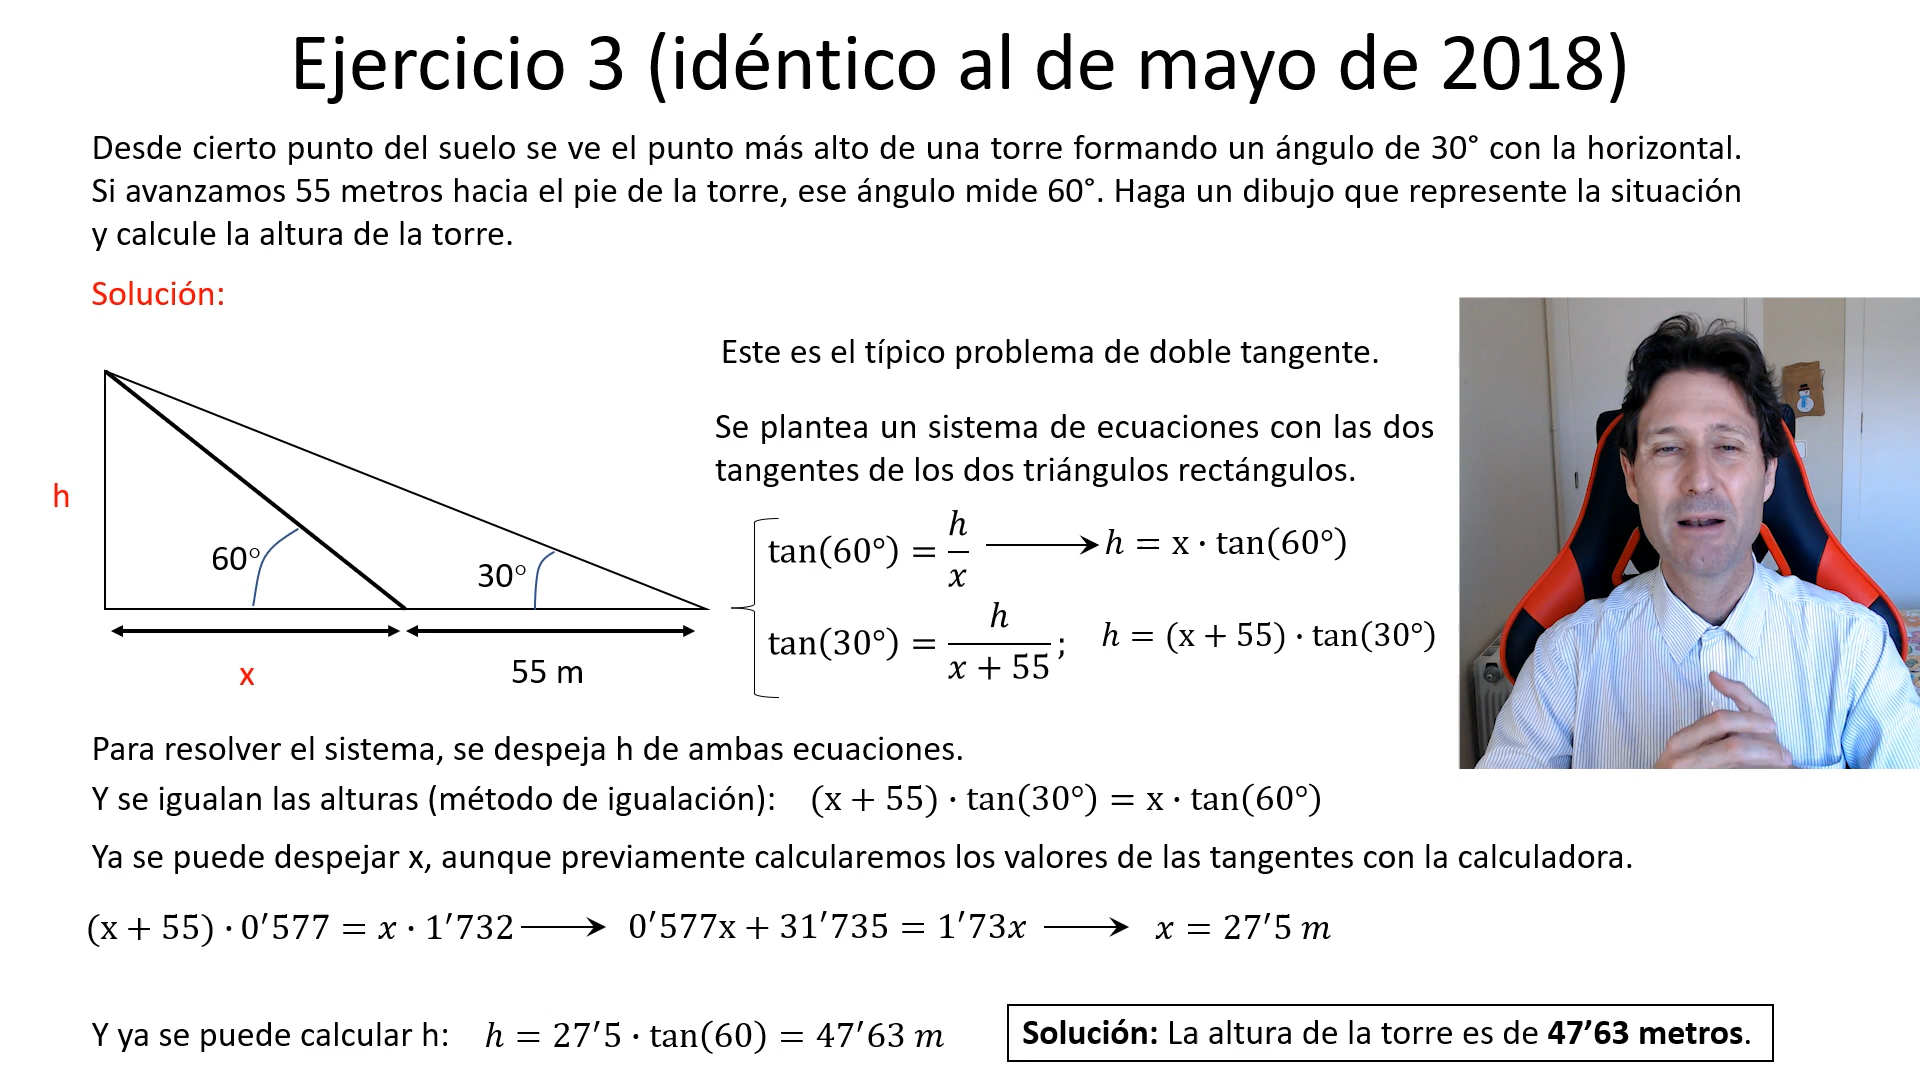 Ejercicio 3 (idéntico al de mayo de 2018)
Desde cierto punto del suelo se ve el punto más alto de una torre formando un ángulo de 30° con la horizontal.
Si avanzamos 55 metros hacia el pie de la torre, ese ángulo mide 60°. Haga un dibujo que represente la situación
y calcule la altura de la torre.
Solución:
h
60°
30°
x
55 m
Este es el típico problema de doble tangente.
Se plantea un sistema de ecuaciones con las dos
tangentes de los dos triángulos rectángulos.
tan(60°) = h/x ⟶ h = x · tan(60°)
tan(30°) = h/(x + 55); h = (x + 55) · tan(30°)
Para resolver el sistema, se despeja h de ambas ecuaciones.
Y se igualan las alturas (método de igualación): (x + 55) · tan(30°) = x · tan(60°)
Ya se puede despejar x, aunque previamente calcularemos los valores de las tangentes con la calculadora.
(x + 55) · 0′577 = x · 1′732 ⟶ 0′577x + 31′735 = 1′73x ⟶ x = 27′5 m
Y ya se puede calcular h: h = 27′5 · tan(60) = 47′63 m
Solución: La altura de la torre es de 47’63 metros.